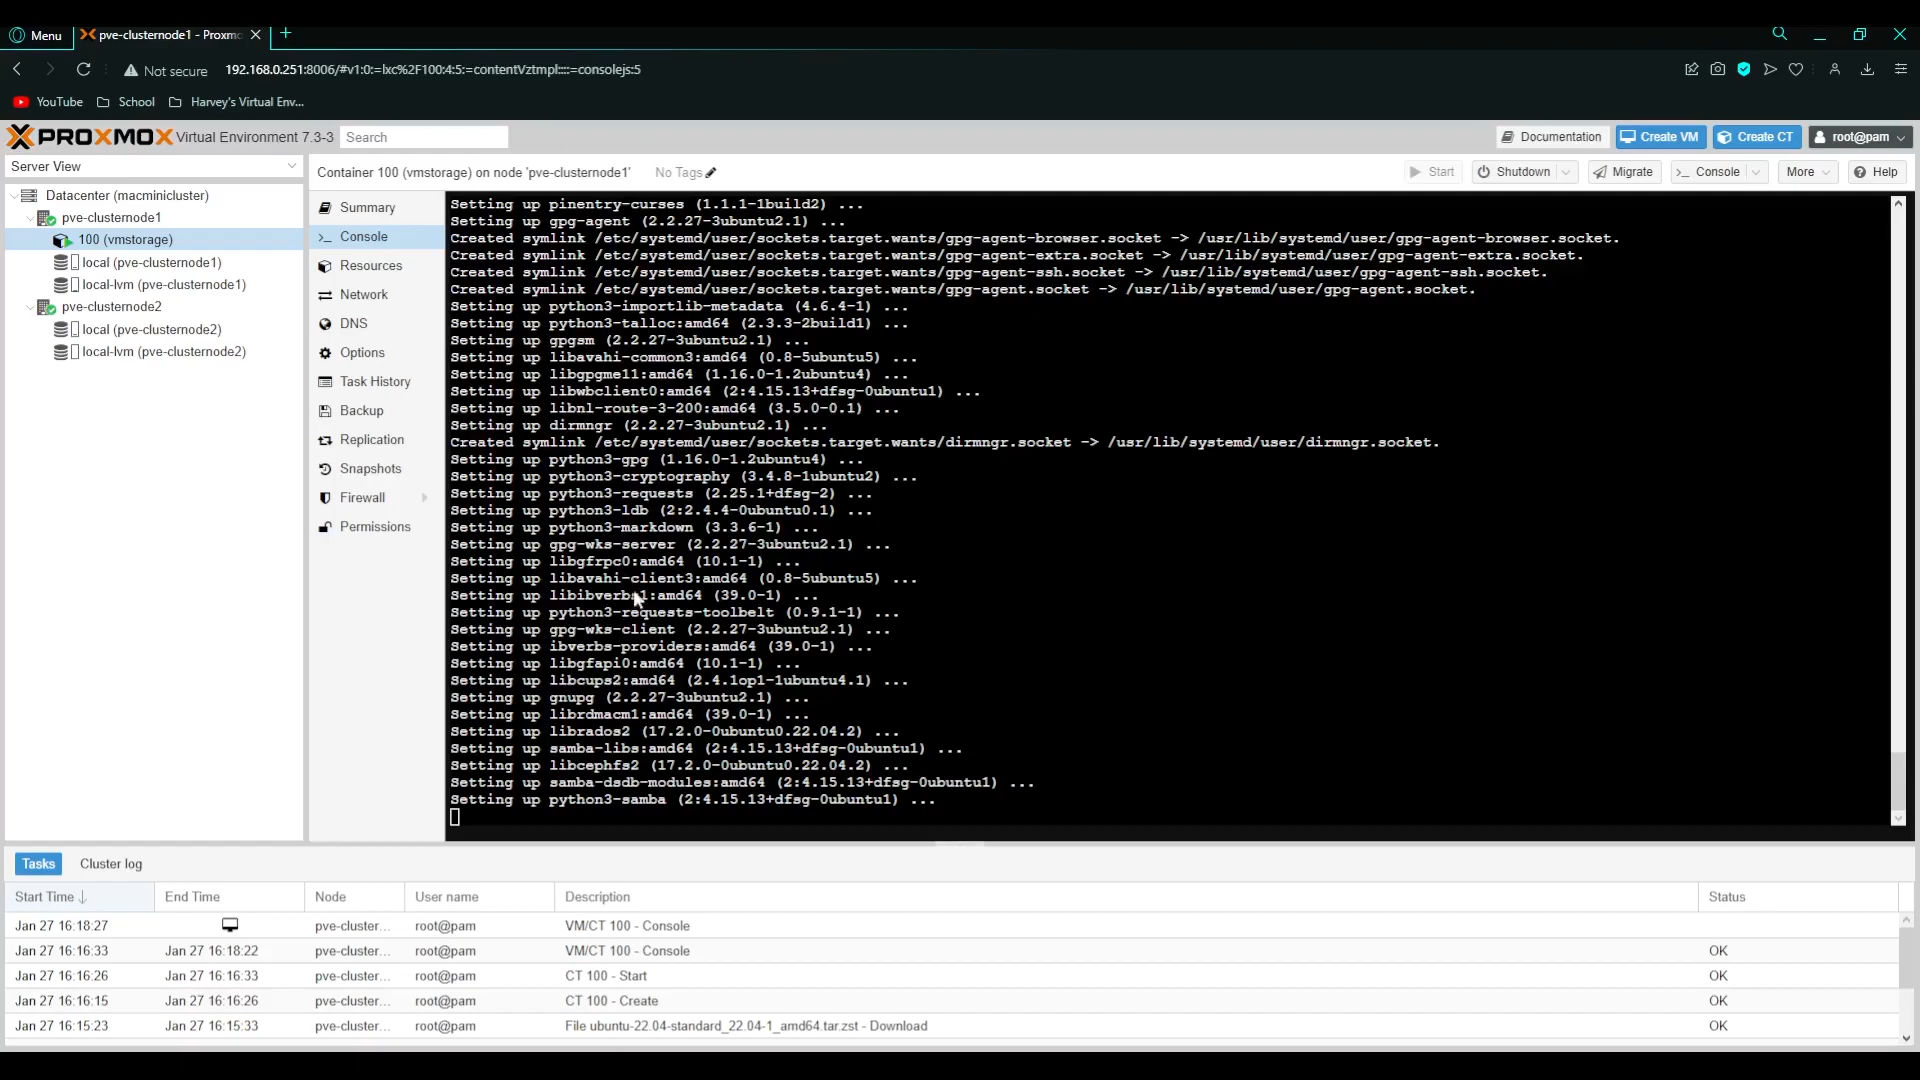 Menu
pve-clusternode1 - Proxmo
Not secure
192.168.0.251:8006/#v1:0:=lxc%2F100:4:5:=contentVztmpl::::=consolejs:5
YouTube
School
Harvey's Virtual Env...
PROXMOX Virtual Environment 7.3-3
Search
Documentation
Create VM
Create CT
root@pam
Server View
Datacenter (macminicluster)
pve-clusternode1
100 (vmstorage)
local (pve-clusternode1)
local-lvm (pve-clusternode1)
pve-clusternode2
local (pve-clusternode2)
local-lvm (pve-clusternode2)
Container 100 (vmstorage) on node 'pve-clusternode1'
No Tags
Start
Shutdown
Migrate
Console
More
Help
Summary
Console
Resources
Network
DNS
Options
Task History
Backup
Replication
Snapshots
Firewall
Permissions
Setting up pinentry-curses (1.1.1-1build2) ...
Setting up gpg-agent (2.2.27-3ubuntu2.1) ...
Created symlink /etc/systemd/user/sockets.target.wants/gpg-agent-browser.socket -> /usr/lib/systemd/user/gpg-agent-browser.socket.
Created symlink /etc/systemd/user/sockets.target.wants/gpg-agent-extra.socket -> /usr/lib/systemd/user/gpg-agent-extra.socket.
Created symlink /etc/systemd/user/sockets.target.wants/gpg-agent-ssh.socket -> /usr/lib/systemd/user/gpg-agent-ssh.socket.
Created symlink /etc/systemd/user/sockets.target.wants/gpg-agent.socket -> /usr/lib/systemd/user/gpg-agent.socket.
Setting up python3-importlib-metadata (4.6.4-1) ...
Setting up python3-talloc:amd64 (2.3.3-2build1) ...
Setting up gpgsm (2.2.27-3ubuntu2.1) ...
Setting up libavahi-common3:amd64 (0.8-5ubuntu5) ...
Setting up libgpgme11:amd64 (1.16.0-1.2ubuntu4) ...
Setting up libwbclient0:amd64 (2:4.15.13+dfsg-0ubuntu1) ...
Setting up libnl-route-3-200:amd64 (3.5.0-0.1) ...
Setting up dirmngr (2.2.27-3ubuntu2.1) ...
Created symlink /etc/systemd/user/sockets.target.wants/dirmngr.socket -> /usr/lib/systemd/user/dirmngr.socket.
Setting up python3-gpg (1.16.0-1.2ubuntu4) ...
Setting up python3-cryptography (3.4.8-1ubuntu2) ...
Setting up python3-requests (2.25.1+dfsg-2) ...
Setting up python3-ldb (2:2.4.4-0ubuntu0.1) ...
Setting up python3-markdown (3.3.6-1) ...
Setting up gpg-wks-server (2.2.27-3ubuntu2.1) ...
Setting up libgfrpc0:amd64 (10.1-1) ...
Setting up libavahi-client3:amd64 (0.8-5ubuntu5) ...
Setting up libibverbs1:amd64 (39.0-1) ...
Setting up python3-requests-toolbelt (0.9.1-1) ...
Setting up gpg-wks-client (2.2.27-3ubuntu2.1) ...
Setting up ibverbs-providers:amd64 (39.0-1) ...
Setting up libgfapi0:amd64 (10.1-1) ...
Setting up libcups2:amd64 (2.4.1op1-1ubuntu4.1) ...
Setting up gnupg (2.2.27-3ubuntu2.1) ...
Setting up librdmacm1:amd64 (39.0-1) ...
Setting up librados2 (17.2.0-0ubuntu0.22.04.2) ...
Setting up samba-libs:amd64 (2:4.15.13+dfsg-0ubuntu1) ...
Setting up libcephfs2 (17.2.0-0ubuntu0.22.04.2) ...
Setting up samba-dsdb-modules:amd64 (2:4.15.13+dfsg-0ubuntu1) ...
Setting up python3-samba (2:4.15.13+dfsg-0ubuntu1) ...
Tasks
Cluster log
Start Time End Time Node User name Description Status
Jan 27 16:18:27 pve-cluster... root@pam VM/CT 100 - Console
Jan 27 16:16:33 Jan 27 16:18:22 pve-cluster... root@pam VM/CT 100 - Console OK
Jan 27 16:16:26 Jan 27 16:16:33 pve-cluster... root@pam CT 100 - Start OK
Jan 27 16:16:15 Jan 27 16:16:26 pve-cluster... root@pam CT 100 - Create OK
Jan 27 16:15:23 Jan 27 16:15:33 pve-cluster... root@pam File ubuntu-22.04-standard_22.04-1_amd64.tar.zst - Download OK